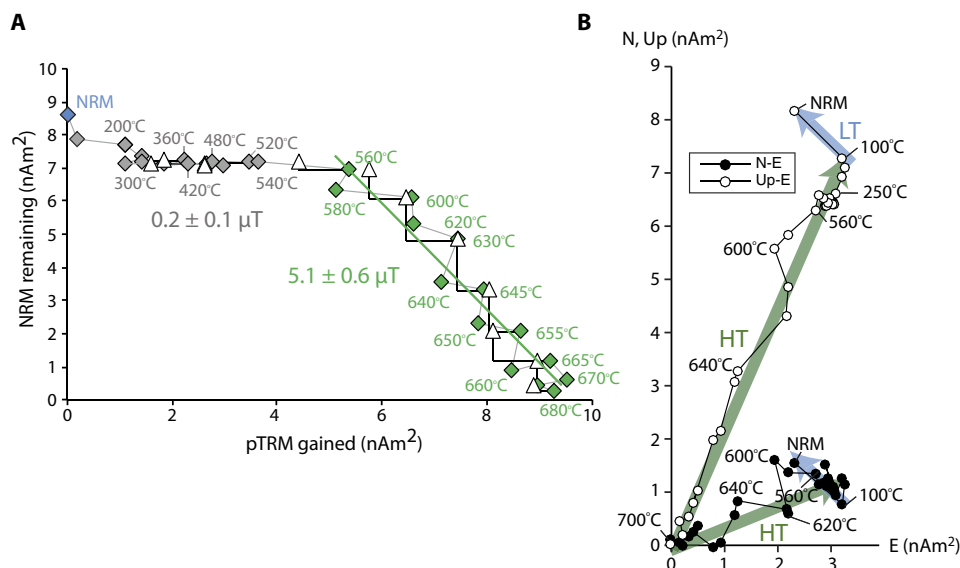 A
NRM remaining (nAm²)
10
9
8
7
6
5
4
3
2
1
0
NRM
200°C
360°C
480°C
520°C
300°C
420°C
540°C
560°C
580°C
600°C
620°C
630°C
640°C
645°C
650°C
655°C
660°C
665°C
670°C
680°C
0.2 ± 0.1 μT
5.1 ± 0.6 μT
0 2 4 6 8 10
pTRM gained (nAm²)
B
N, Up (nAm²)
9
8
7
6
5
4
3
2
1
0
NRM
LT
100°C
N-E
Up-E
250°C
560°C
600°C
HT
640°C
NRM
600°C
640°C
560°C
100°C
700°C
620°C
HT
E (nAm²)
0 1 2 3